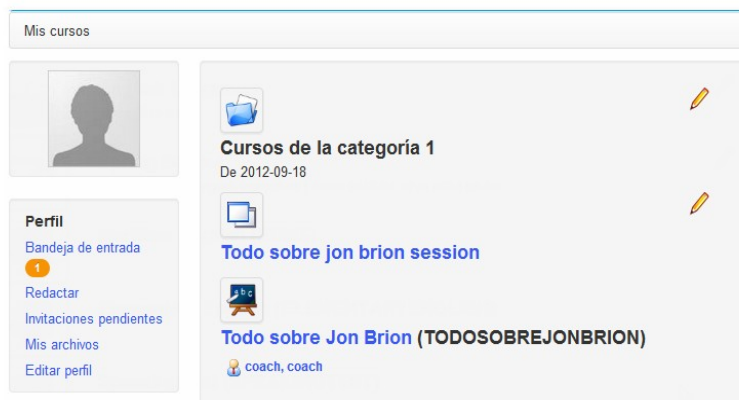 Mis cursos
Perfil
Bandeja de entrada
1
Redactar
Invitaciones pendientes
Mis archivos
Editar perfil
Cursos de la categoría 1
De 2012-09-18
Todo sobre jon brion session
abc
Todo sobre Jon Brion (TODOSOBREJONBRION)
coach, coach